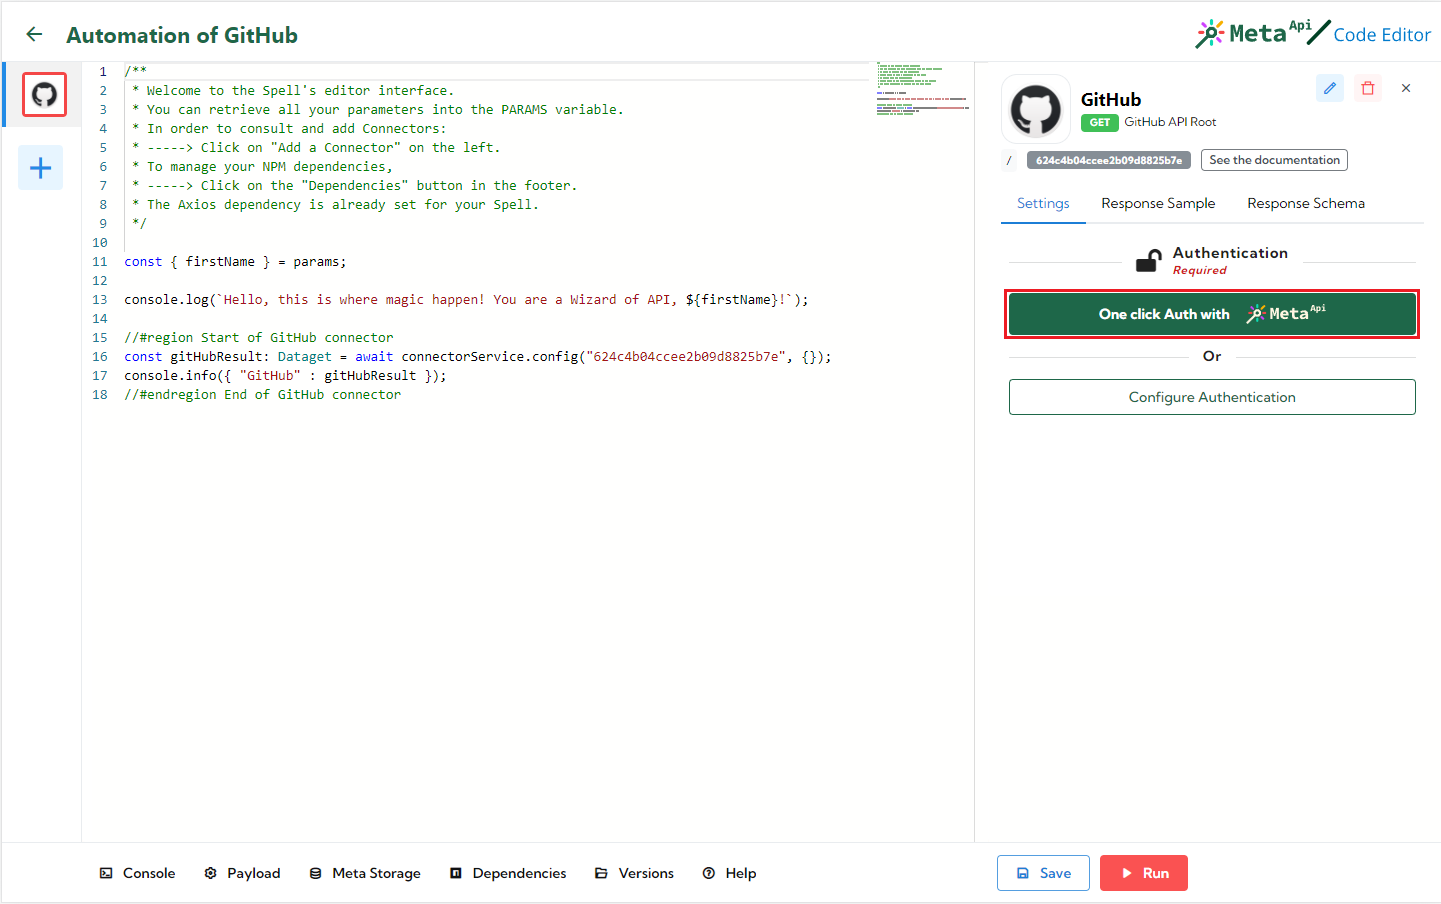 Automation of GitHub
Meta Api / Code Editor
1 /**
2 * Welcome to the Spell's editor interface.
3 * You can retrieve all your parameters into the PARAMS variable.
4 * In order to consult and add Connectors:
5 * -----> Click on "Add a Connector" on the left.
6 * To manage your NPM dependencies,
7 * -----> Click on the "Dependencies" button in the footer.
8 * The Axios dependency is already set for your Spell.
9 */
10
11 const { firstName } = params;
12
13 console.log(`Hello, this is where magic happen! You are a Wizard of API, ${firstName}!`);
14
15 //#region Start of GitHub connector
16 const gitHubResult: Dataget = await connectorService.config("624c4b04ccee2b09d8825b7e", {});
17 console.info({ "GitHub" : gitHubResult });
18 //#endregion End of GitHub connector
GitHub
GET GitHub API Root
/ 624c4b04ccee2b09d8825b7e See the documentation
Settings Response Sample Response Schema
Authentication
Required
One click Auth with Meta Api
Or
Configure Authentication
Console Payload Meta Storage Dependencies Versions Help Save Run